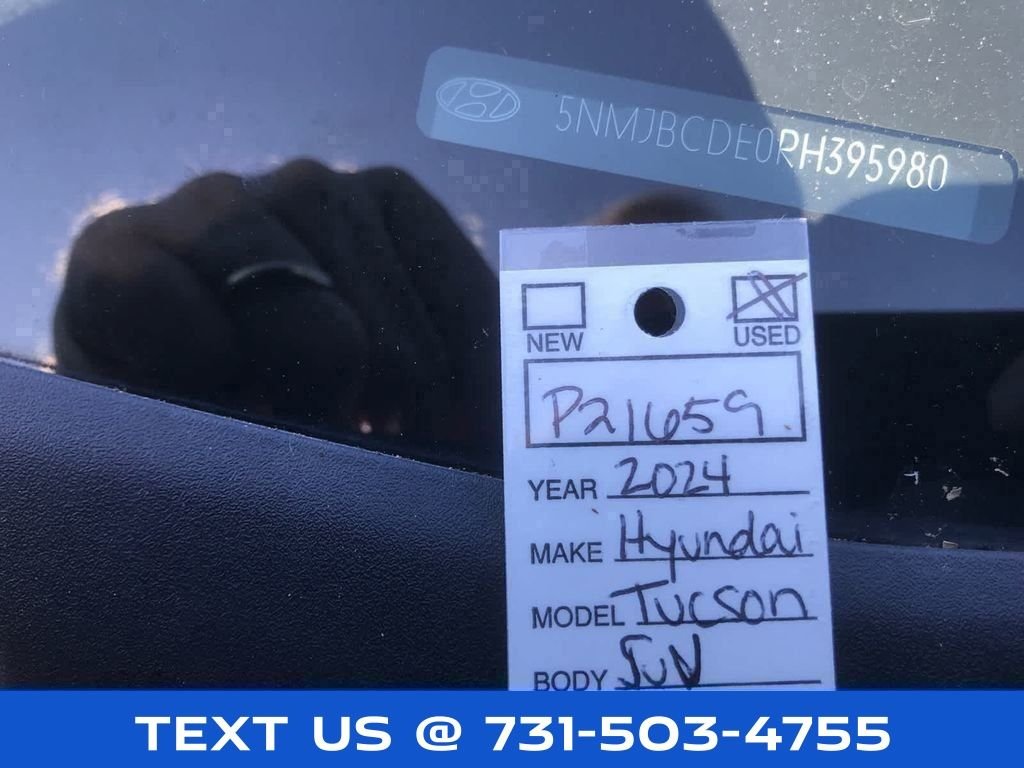 5NMJBCDE0RH395980
NEW
USED
P21659
YEAR 2024
MAKE Hyundai
MODEL Tucson
BODY SUV
TEXT US @ 731-503-4755